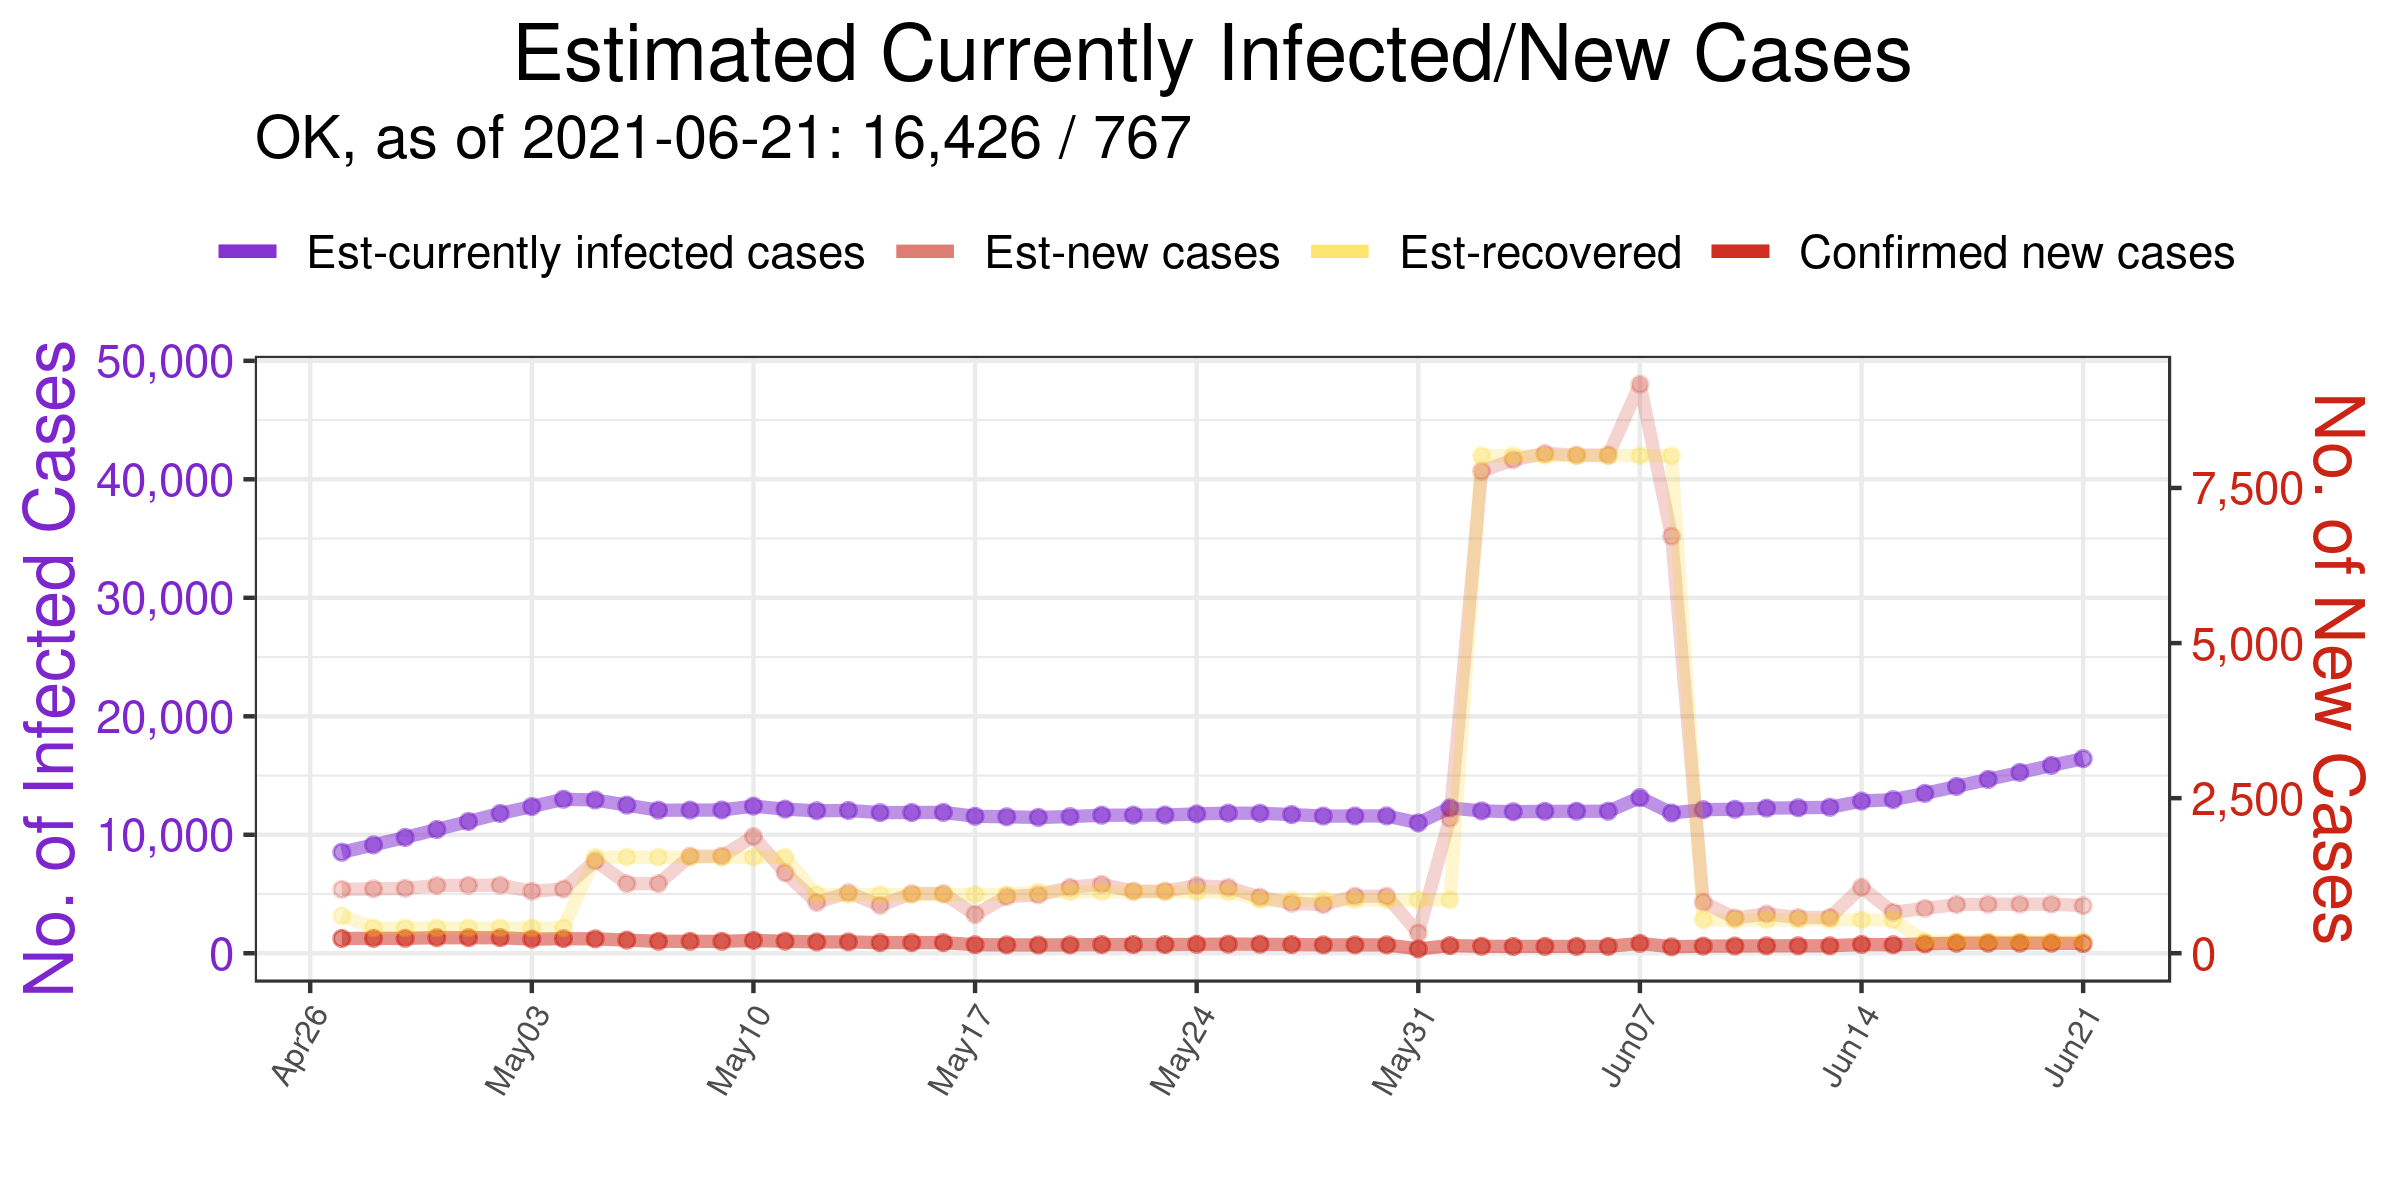 Estimated Currently Infected/New Cases
OK, as of 2021-06-21: 16,426 / 767
Est-currently infected cases Est-new cases Est-recovered Confirmed new cases
No. of Infected Cases
50,000
40,000
30,000
20,000
10,000
0
7,500
5,000
2,500
0
No. of New Cases
Apr26 May03 May10 May17 May24 May31 Jun07 Jun14 Jun21